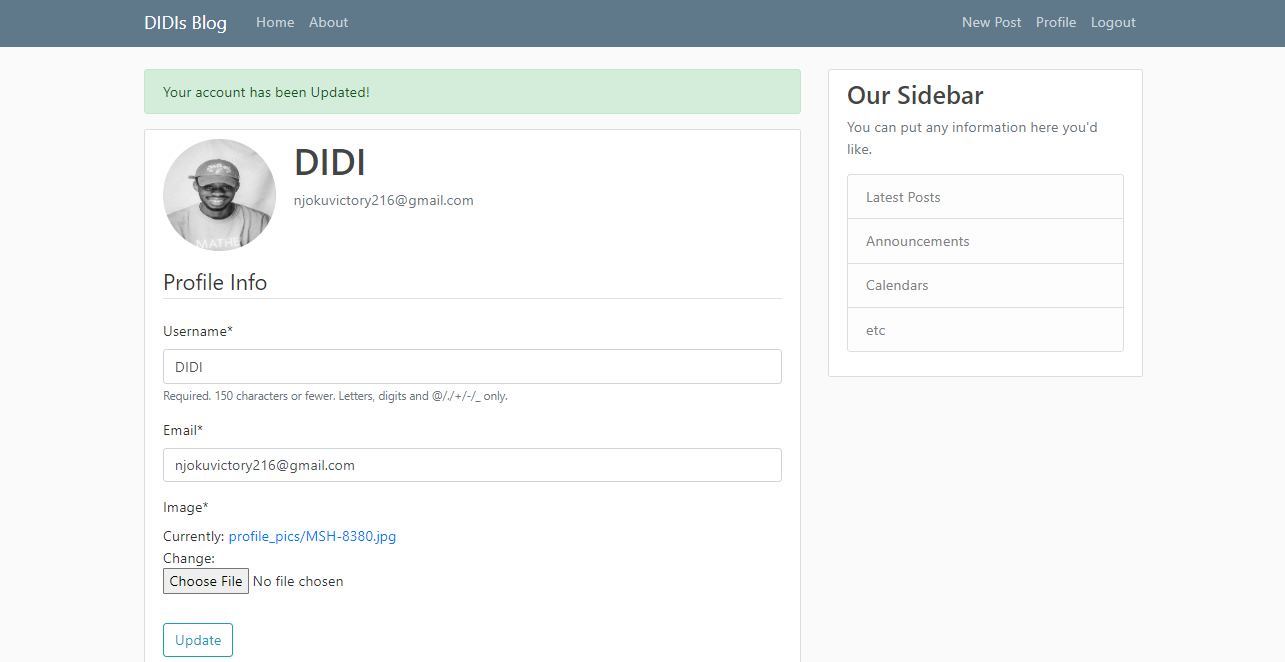 DIDIs Blog Home About New Post Profile Logout
Your account has been Updated!
DIDI
njokuvictory216@gmail.com
MATHE
Profile Info
Username*
DIDI
Required. 150 characters or fewer. Letters, digits and @/./+/-/_ only.
Email*
njokuvictory216@gmail.com
Image*
Currently: profile_pics/MSH-8380.jpg
Change:
Choose File No file chosen
Update
Our Sidebar
You can put any information here you'd
like.
Latest Posts
Announcements
Calendars
etc